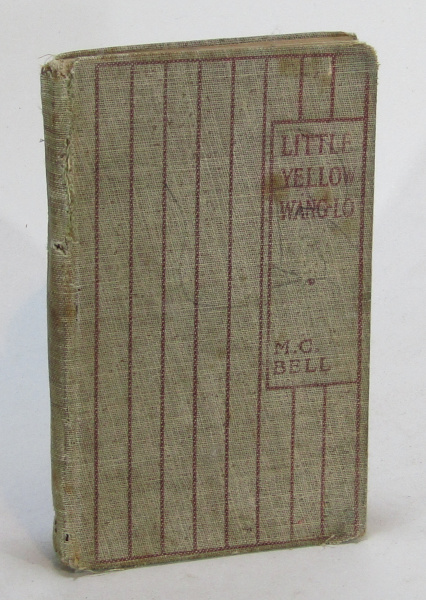 LITTLE
YELLOW
WANG-LO
M.C.
BELL